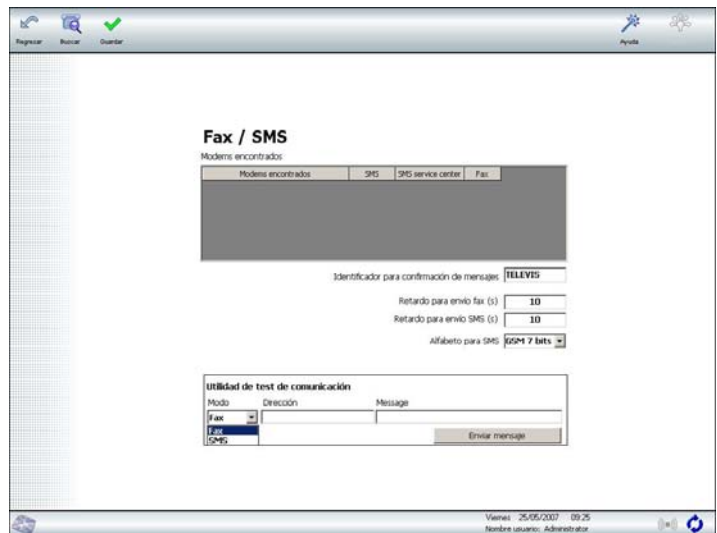 Regresar Buscar Guardar Ayuda
Fax / SMS
Modems encontrados
Modems encontrados SMS SMS service center Fax
Identificador para confirmación de mensajes TELEVIS
Retardo para envío fax (s) 10
Retardo para envío SMS (s) 10
Alfabeto para SMS GSM 7 bits
Utilidad de test de comunicación
Modo Dirección Message
Fax
Fax
SMS Enviar mensaje
Viernes 25/05/2007 09:25
Nombre usuario: Administrator